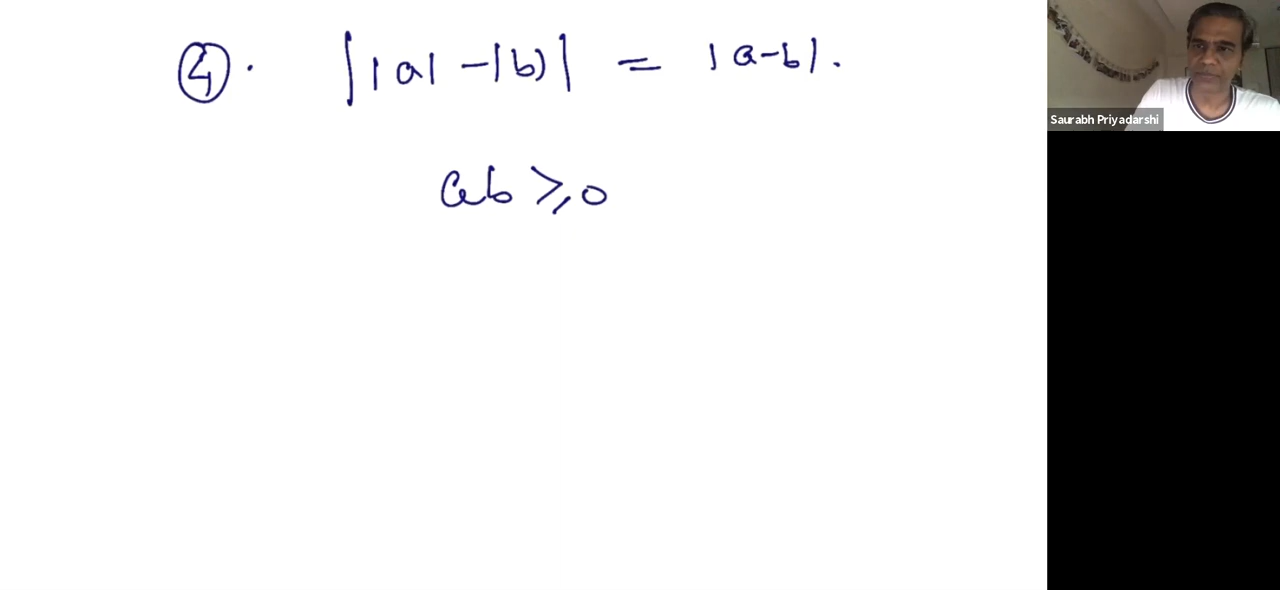 ④. ||a| - |b|| = |a-b|.
ab ⩾ 0
Saurabh Priyadarshi